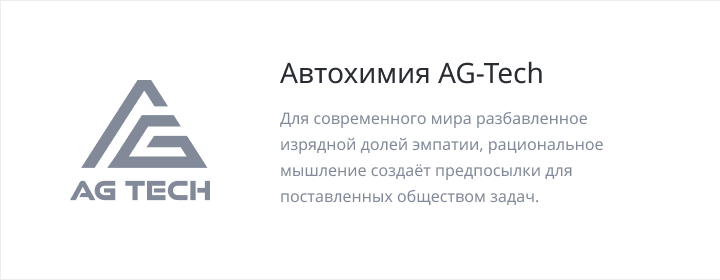 Автохимия AG-Tech
Для современного мира разбавленное
изрядной долей эмпатии, рациональное
мышление создаёт предпосылки для
поставленных обществом задач.
AG TECH